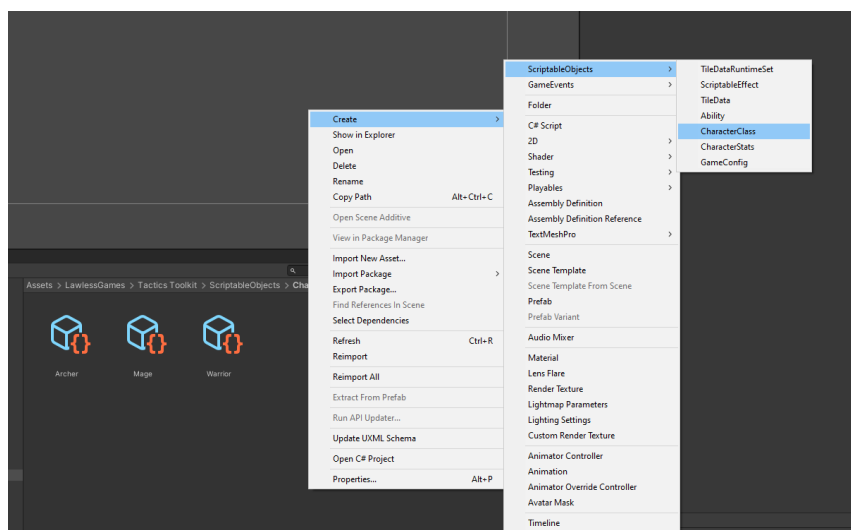 ScriptableObjects
GameEvents
Folder
C# Script
2D
Shader
Testing
Playables
Assembly Definition
Assembly Definition Reference
TextMeshPro
Scene
Scene Template
Scene Template From Scene
Prefab
Prefab Variant
Audio Mixer
Material
Lens Flare
Render Texture
Lightmap Parameters
Lighting Settings
Custom Render Texture
Animator Controller
Animation
Animator Override Controller
Avatar Mask
Timeline
TileDataRuntimeSet
ScriptableEffect
TileData
Ability
CharacterClass
CharacterStats
GameConfig
Create
Show in Explorer
Open
Delete
Rename
Copy Path Alt+Ctrl+C
Open Scene Additive
View in Package Manager
Import New Asset...
Import Package
Export Package...
Find References In Scene
Select Dependencies
Refresh Ctrl+R
Reimport
Reimport All
Extract From Prefab
Run API Updater...
Update UXML Schema
Open C# Project
Properties... Alt+P
Assets > LawlessGames > Tactics Toolkit > ScriptableObjects > Cha
Archer
Mage
Warrior